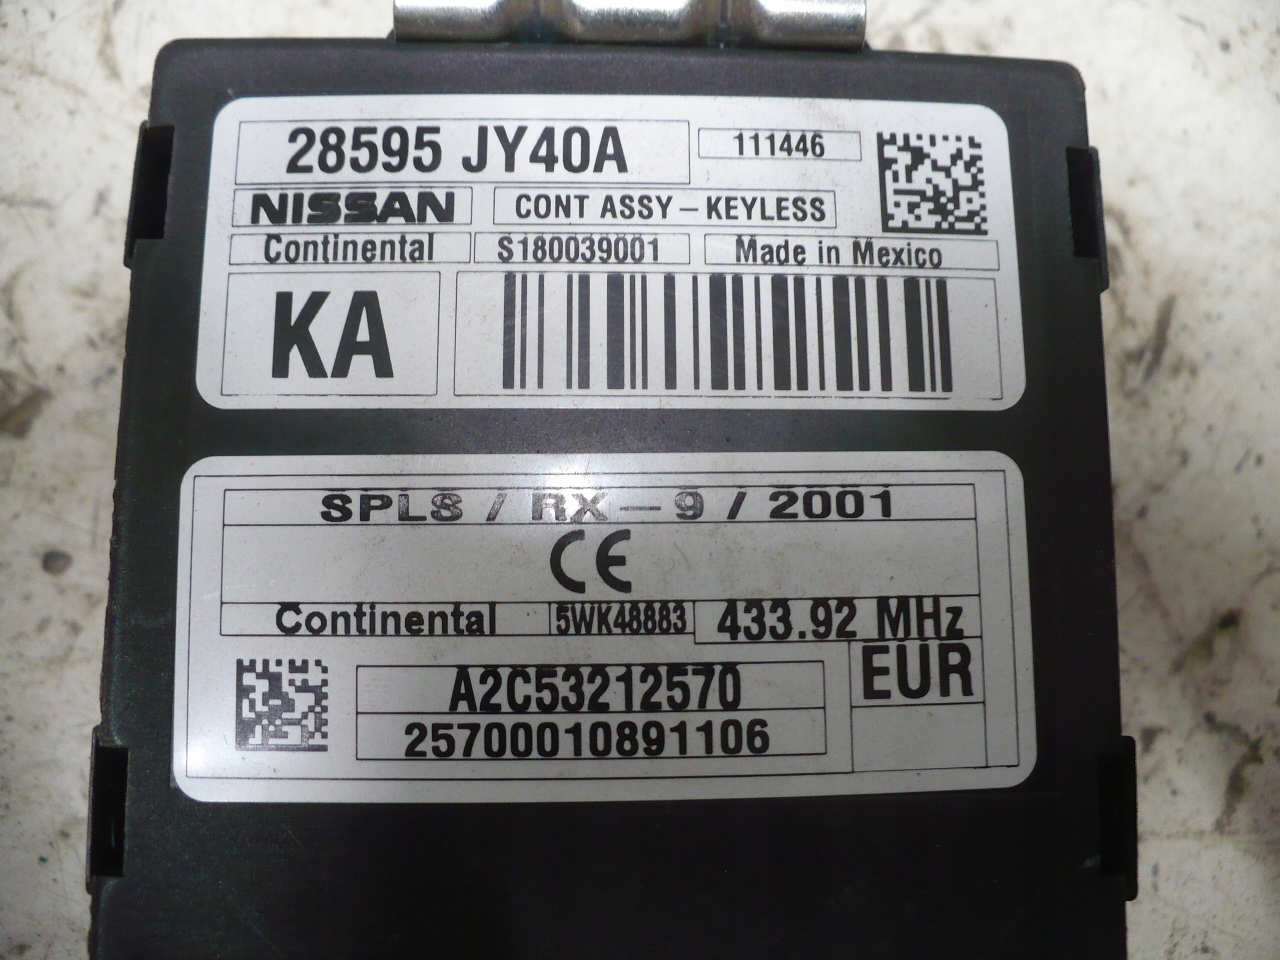 28595 JY40A 111446
NISSAN CONT ASSY-KEYLESS
Continental S180039001 Made in Mexico
KA
SPLS / RX-9 / 2001
CE
Continental 5WK48883 433.92 MHz
EUR
A2C53212570
25700010891106